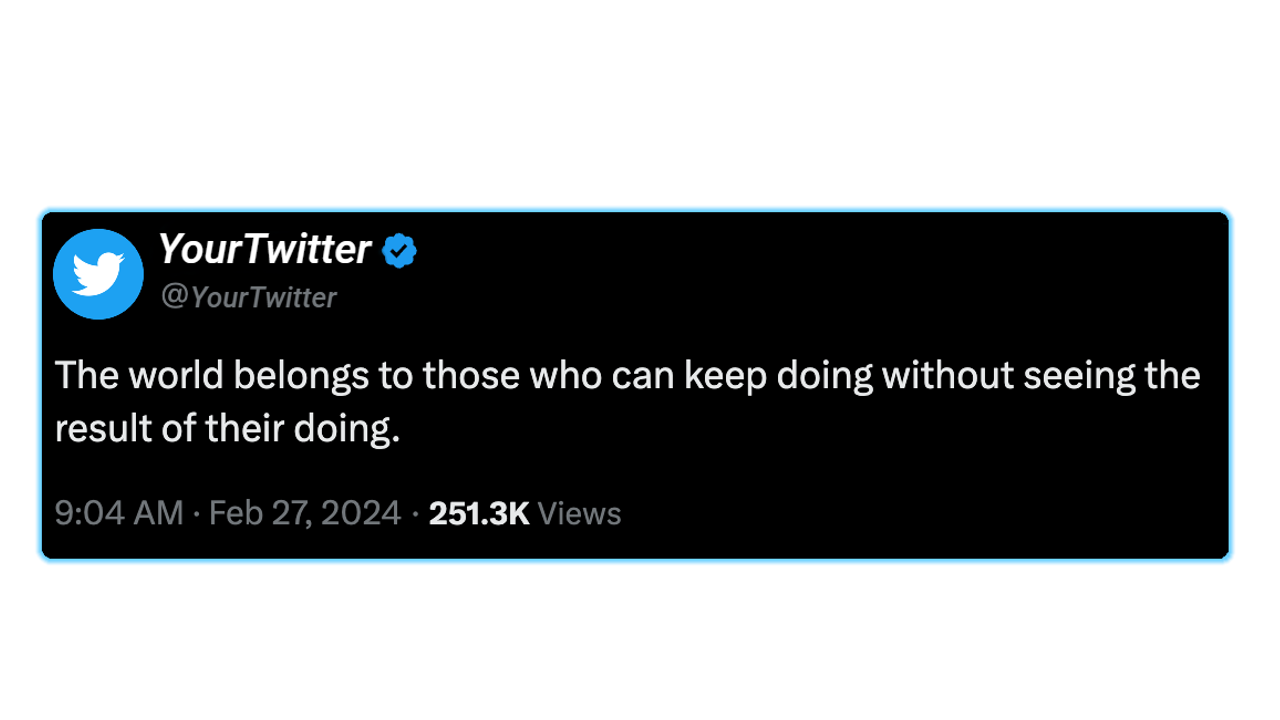 YourTwitter
@YourTwitter
The world belongs to those who can keep doing without seeing the
result of their doing.
9:04 AM · Feb 27, 2024 · 251.3K Views